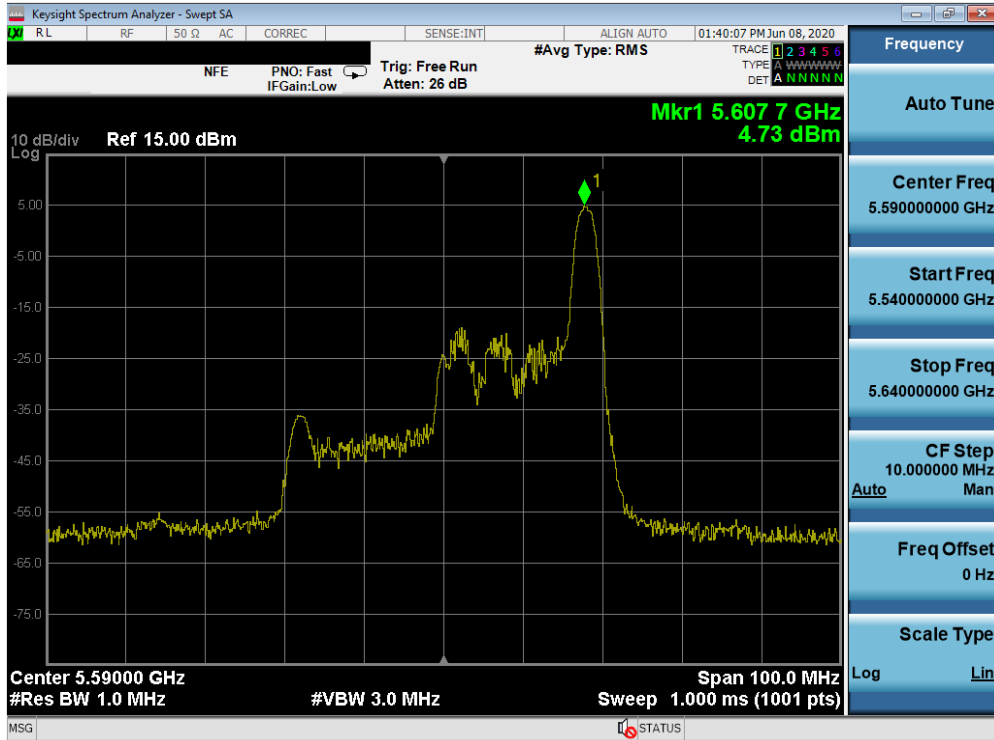 Keysight Spectrum Analyzer - Swept SA
LXI RL RF 50 Ω AC CORREC SENSE:INT ALIGN AUTO 01:40:07 PM Jun 08, 2020
#Avg Type: RMS TRACE 1 2 3 4 5 6
NFE PNO: Fast Trig: Free Run TYPE A WWWWW
IFGain:Low Atten: 26 dB DET A N N N N N
Mkr1 5.607 7 GHz
4.73 dBm
10 dB/div Ref 15.00 dBm
Log
1
5.00
-5.00
-15.0
-25.0
-35.0
-45.0
-55.0
-65.0
-75.0
Center 5.59000 GHz Span 100.0 MHz
#Res BW 1.0 MHz #VBW 3.0 MHz Sweep 1.000 ms (1001 pts)
MSG STATUS
Frequency
Auto Tune
Center Freq
5.590000000 GHz
Start Freq
5.540000000 GHz
Stop Freq
5.640000000 GHz
CF Step
10.000000 MHz
Auto Man
Freq Offset
0 Hz
Scale Type
Log Lin